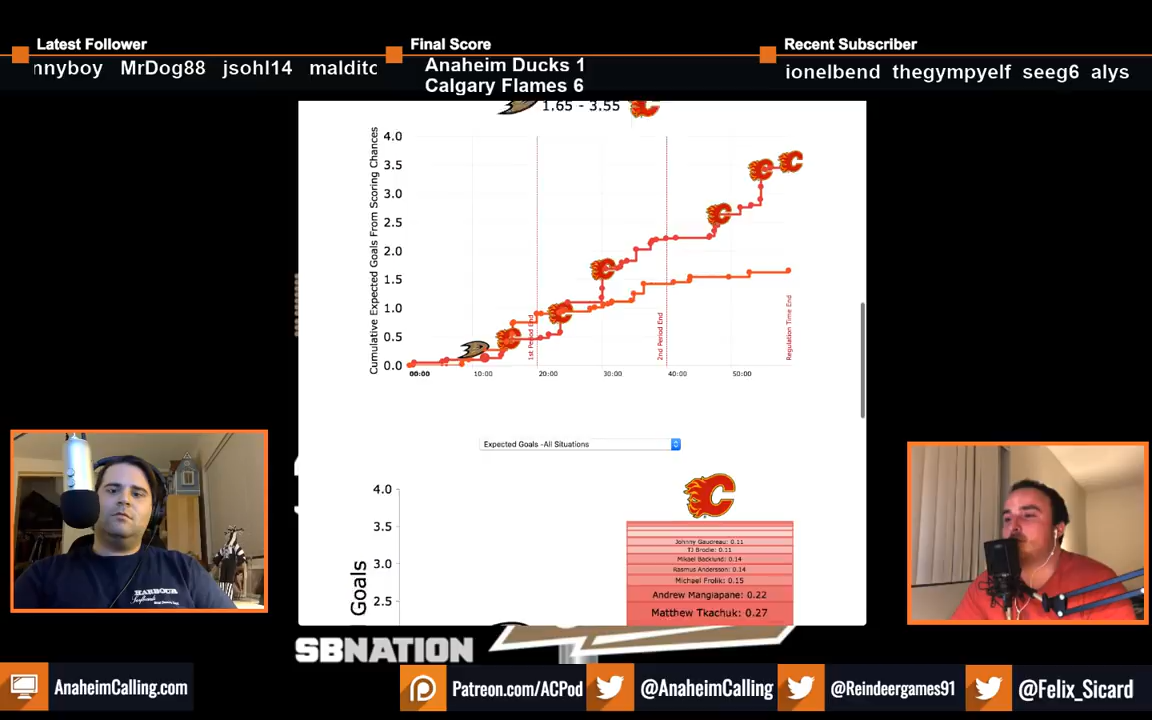 Latest Follower
nnyboy MrDog88 jsohl14 maldito
Final Score
Anaheim Ducks 1
Calgary Flames 6
Recent Subscriber
ionelbend thegympyelf seeg6 alys
1.65 - 3.55
Cumulative Expected Goals From Scoring Chances
4.0
3.5
3.0
2.5
2.0
1.5
1.0
0.5
0.0
1st Period End
2nd Period End
Regulation Time End
00:00 10:00 20:00 30:00 40:00 50:00
Expected Goals -All Situations
Goals
4.0
3.5
3.0
2.5
Johnny Gaudreau: 0.11
TJ Brodie: 0.11
Mikael Backlund: 0.14
Rasmus Andersson: 0.14
Michael Frolik: 0.15
Andrew Mangiapane: 0.22
Matthew Tkachuk: 0.27
HARBOUR
SBNATION
AnaheimCalling.com
Patreon.com/ACPod
@AnaheimCalling
@Reindeergames91
@Felix_Sicard